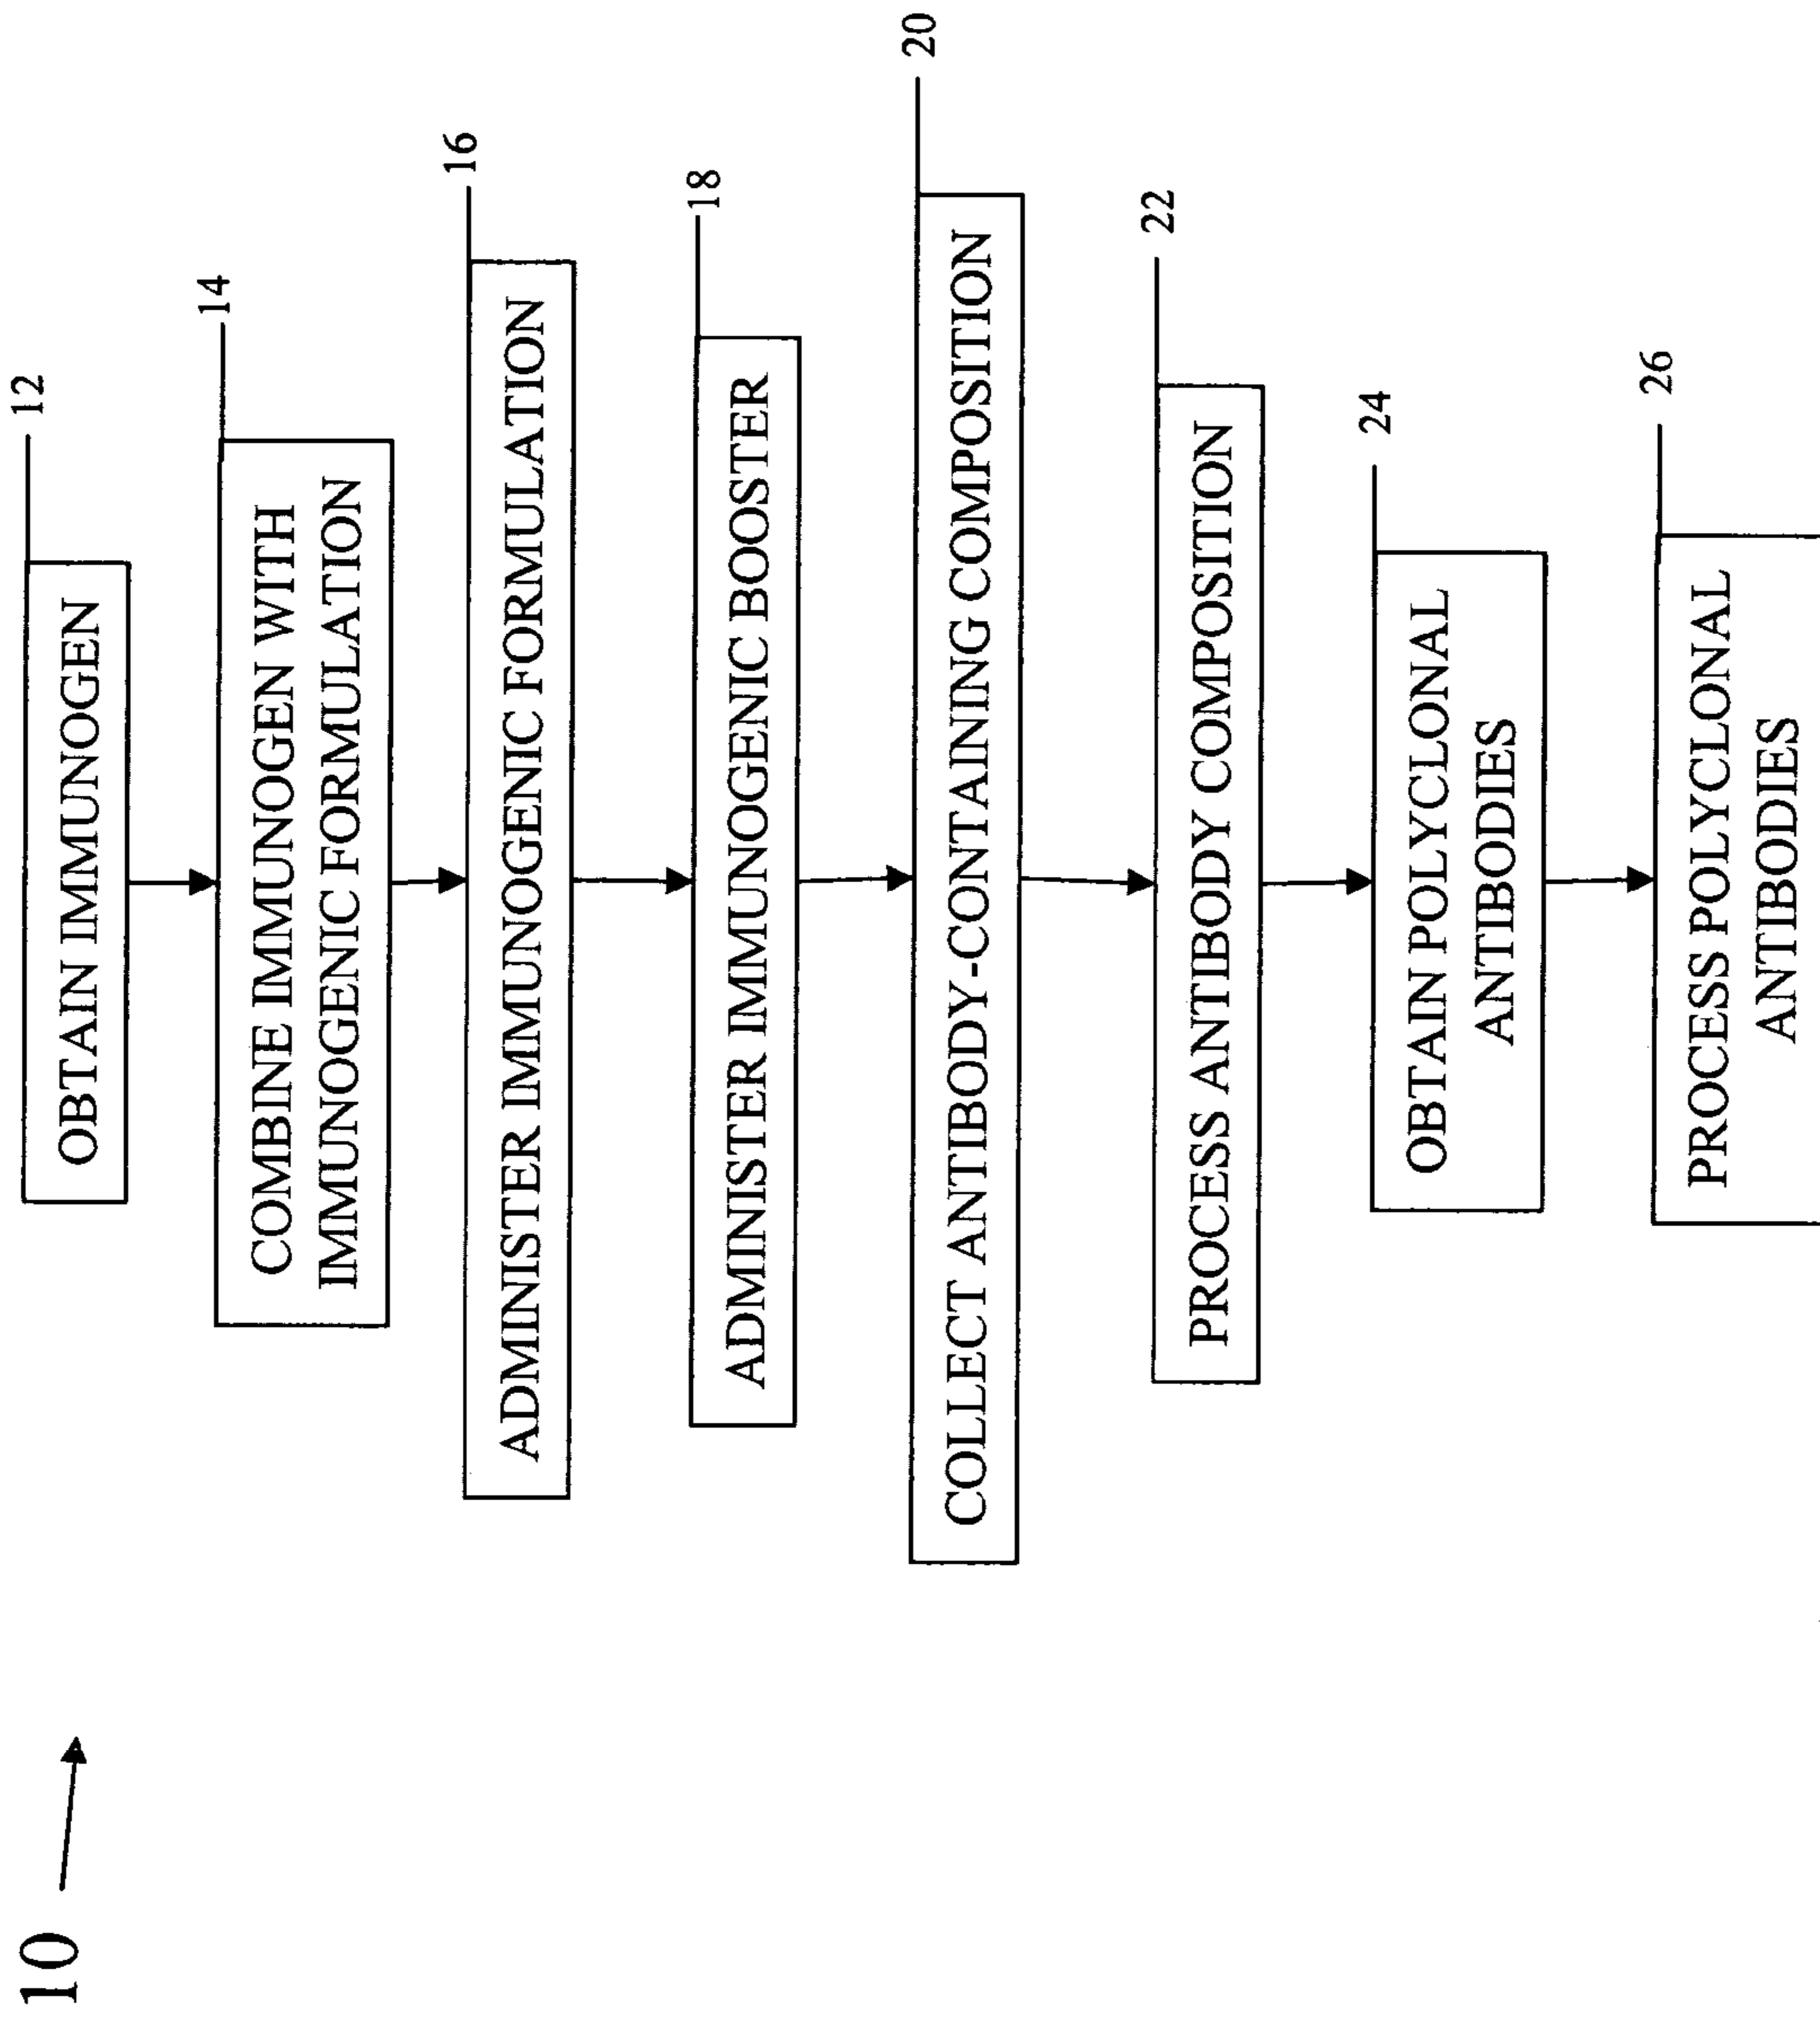 10
12
OBTAIN IMMUNOGEN
14
COMBINE IMMUNOGEN WITH
IMMUNOGENIC FORMULATION
16
ADMINISTER IMMUNOGENIC FORMULATION
18
ADMINISTER IMMUNOGENIC BOOSTER
20
COLLECT ANTIBODY-CONTAINING COMPOSITION
22
PROCESS ANTIBODY COMPOSITION
24
OBTAIN POLYCLONAL
ANTIBODIES
26
PROCESS POLYCLONAL
ANTIBODIES